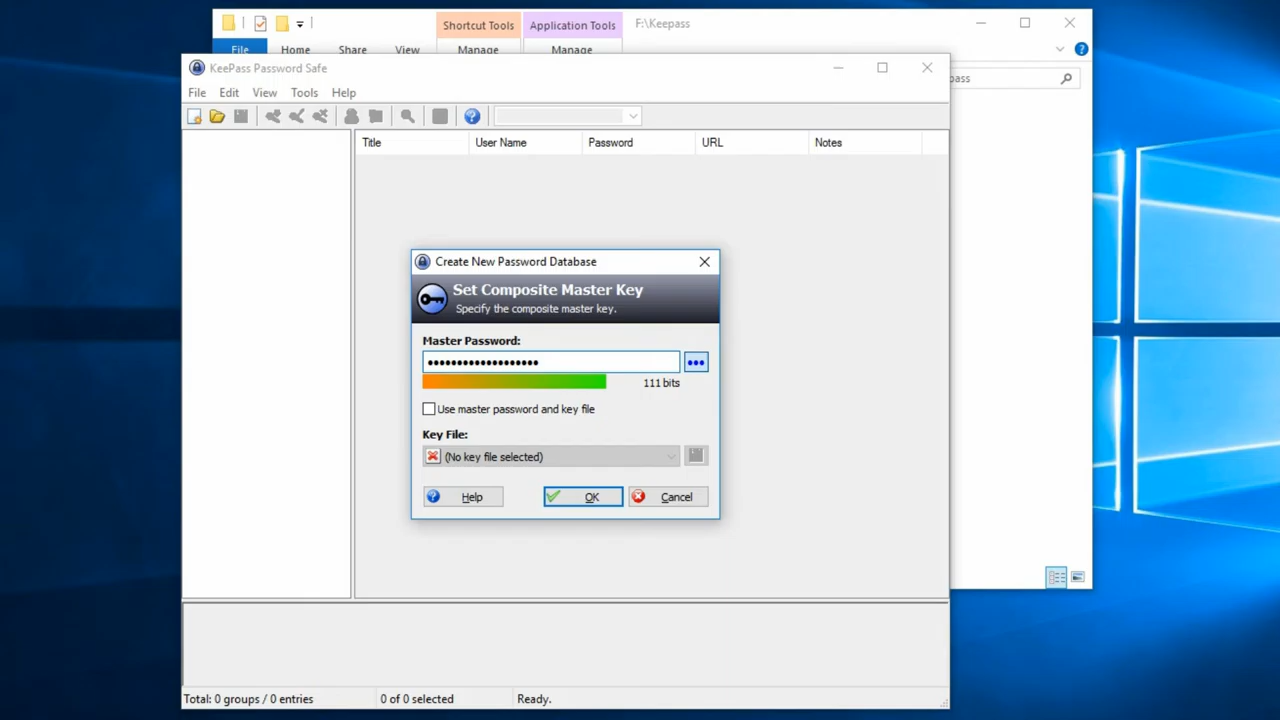 Shortcut Tools Application Tools F:\Keepass
File Home Share View Manage Manage
KeePass Password Safe
pass
File Edit View Tools Help
Title User Name Password URL Notes
Create New Password Database
Set Composite Master Key
Specify the composite master key.
Master Password:
•••••••••••••••••••
111 bits
Use master password and key file
Key File:
(No key file selected)
Help OK Cancel
Total: 0 groups / 0 entries 0 of 0 selected Ready.